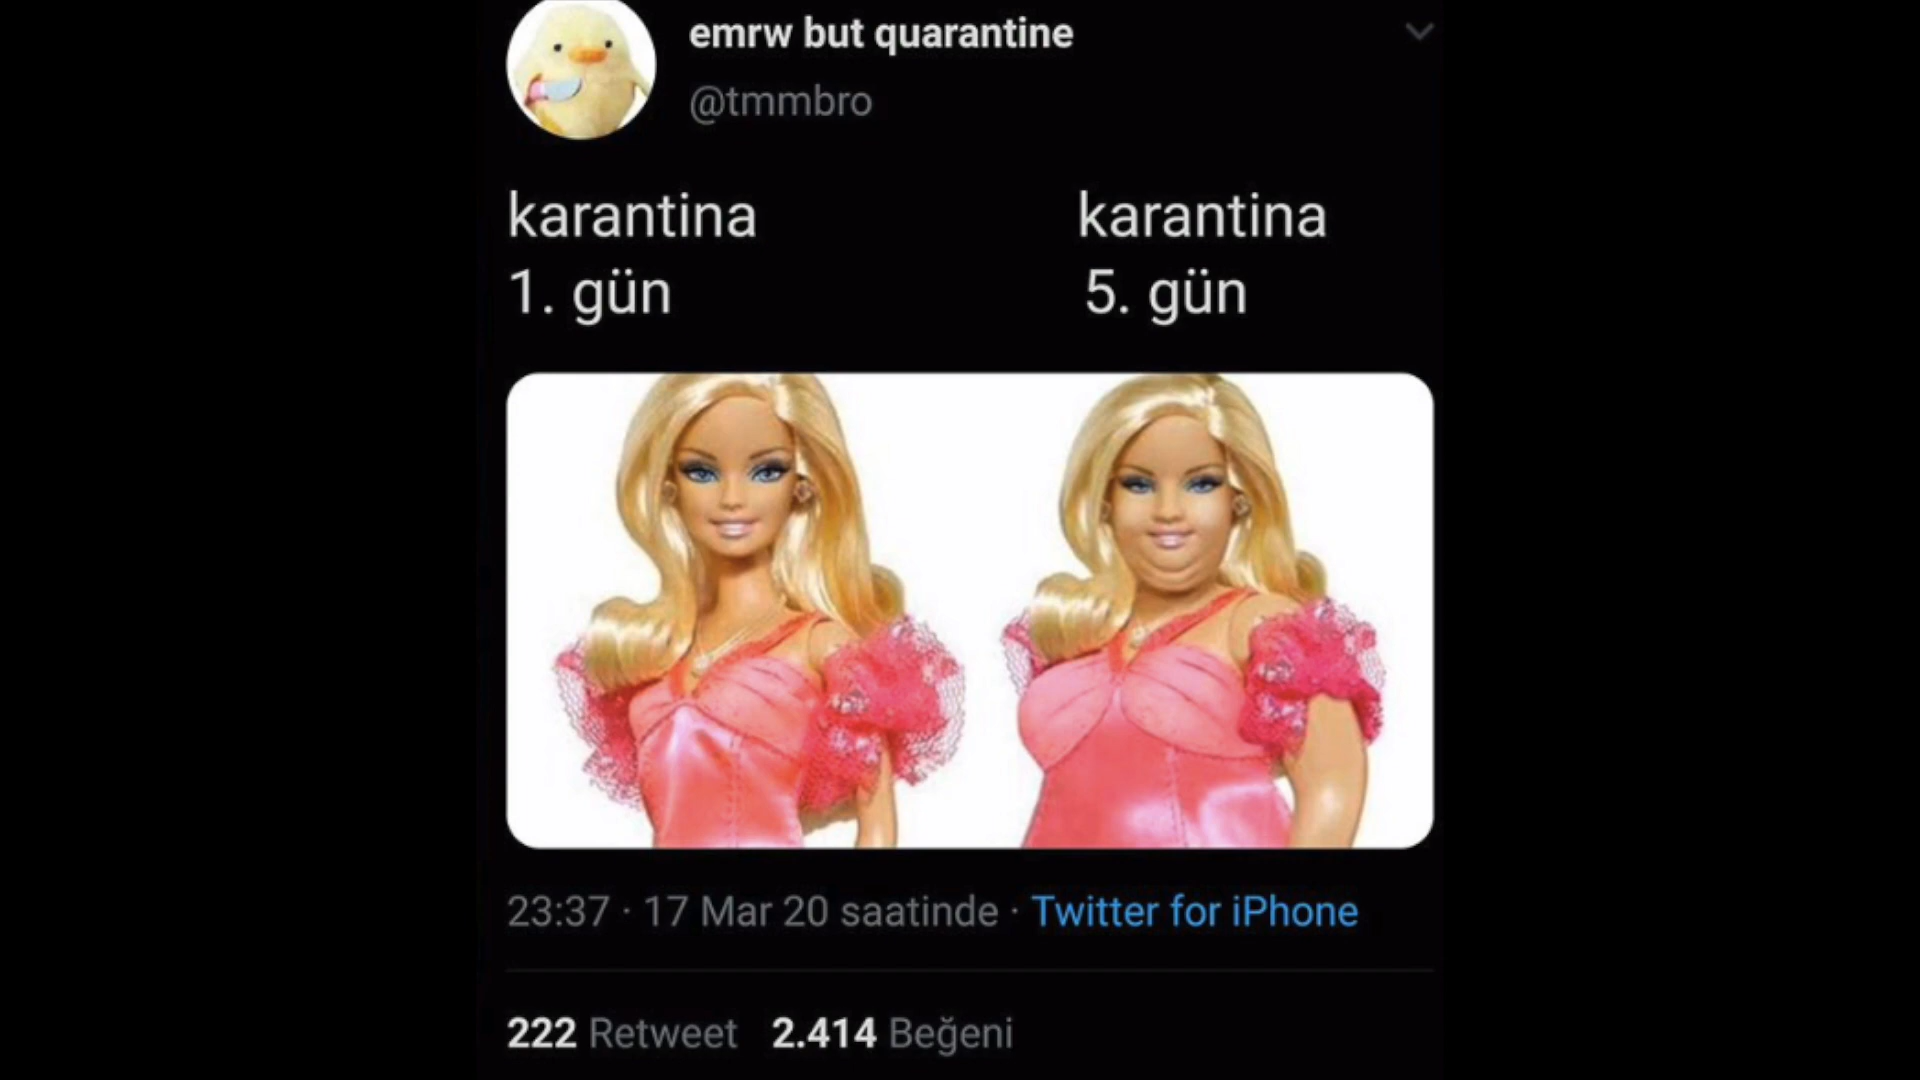 emrw but quarantine
@tmmbro
karantina karantina
1. gün 5. gün
23:37 · 17 Mar 20 saatinde · Twitter for iPhone
222 Retweet 2.414 Beğeni